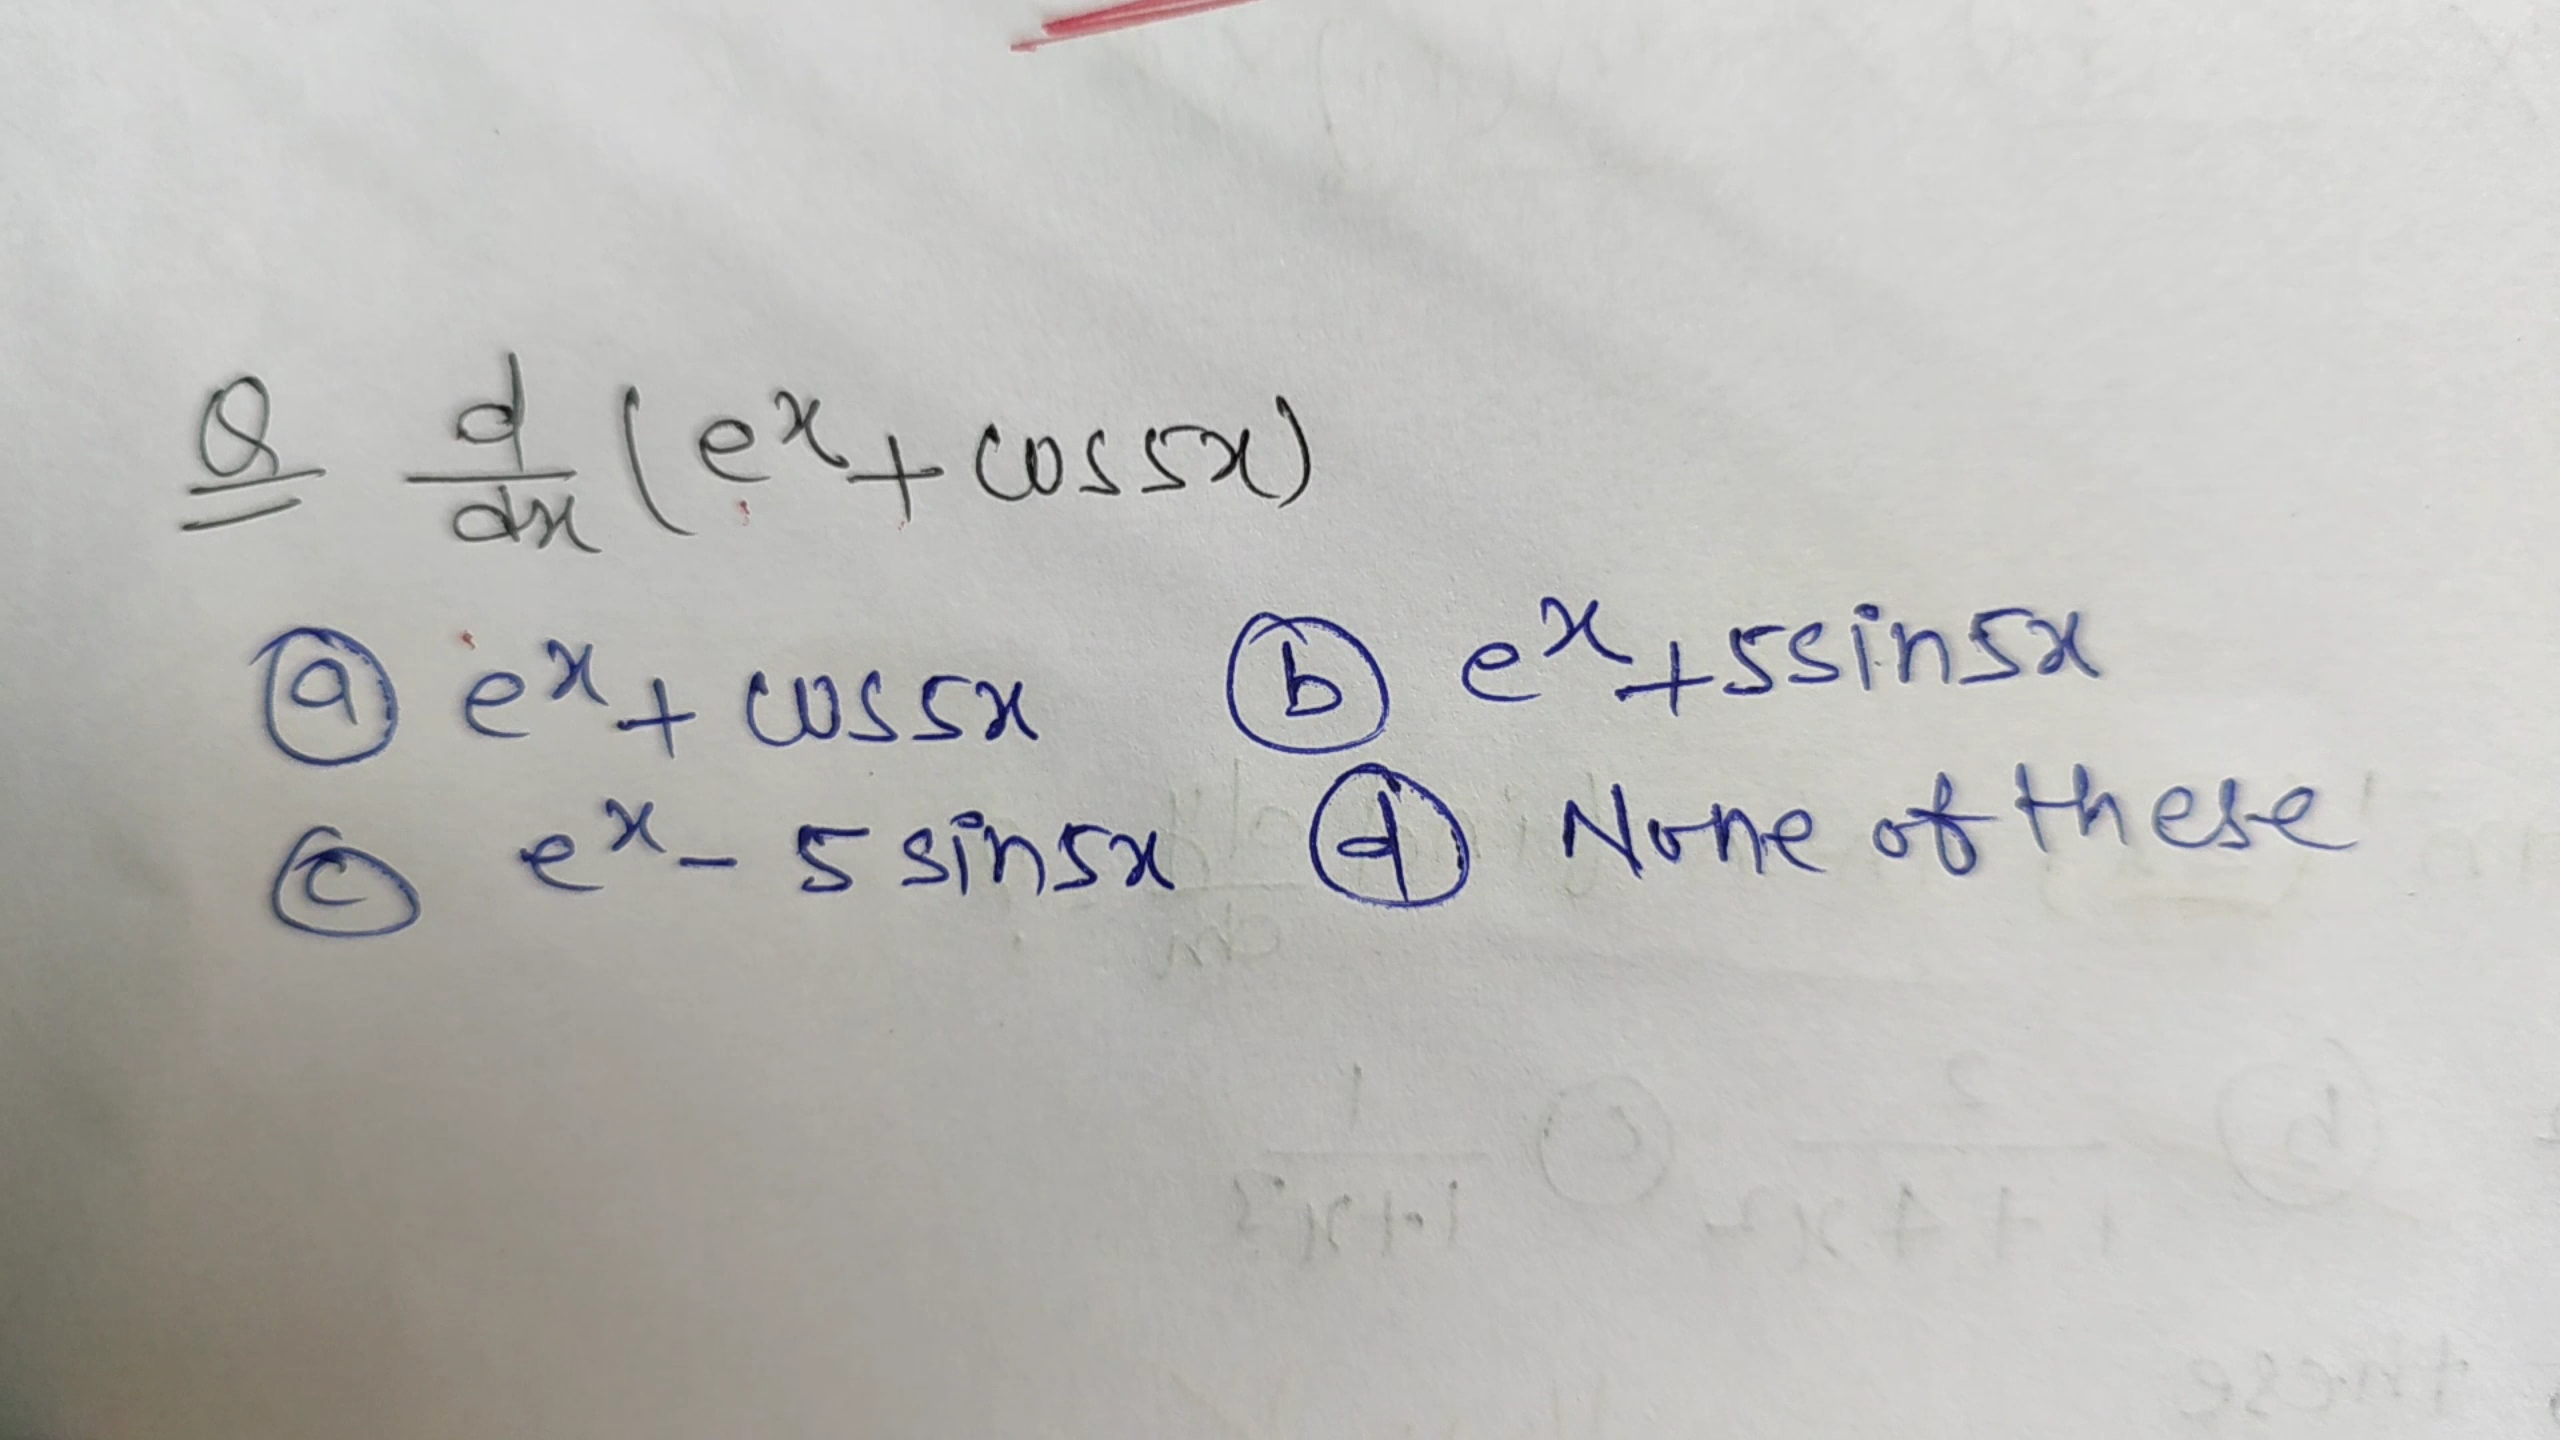 Q d/dx (e^x + cos5x)
(a) e^x + cos5x (b) e^x + 5sin5x
(c) e^x - 5 sin5x (d) None of these